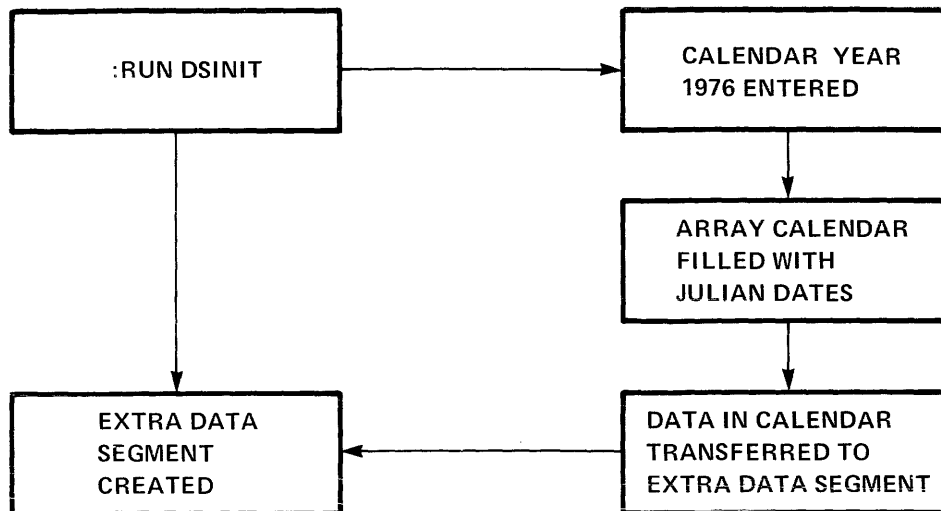 :RUN DSINIT
CALENDAR YEAR
1976 ENTERED
ARRAY CALENDAR
FILLED WITH
JULIAN DATES
EXTRA DATA
SEGMENT
CREATED
DATA IN CALENDAR
TRANSFERRED TO
EXTRA DATA SEGMENT